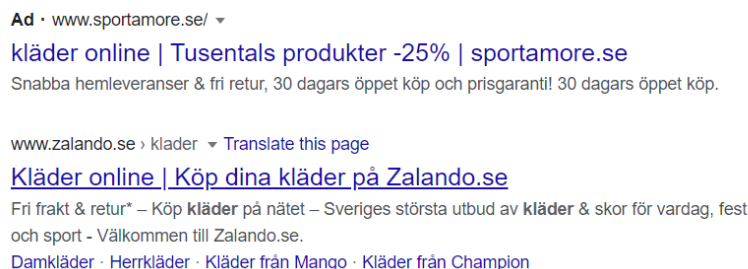 Ad · www.sportamore.se/
kläder online | Tusentals produkter -25% | sportamore.se
Snabba hemleveranser & fri retur, 30 dagars öppet köp och prisgaranti! 30 dagars öppet köp.
www.zalando.se › klader Translate this page
Kläder online | Köp dina kläder på Zalando.se
Fri frakt & retur* – Köp kläder på nätet – Sveriges största utbud av kläder & skor för vardag, fest
och sport - Välkommen till Zalando.se.
Damkläder · Herrkläder · Kläder från Mango · Kläder från Champion